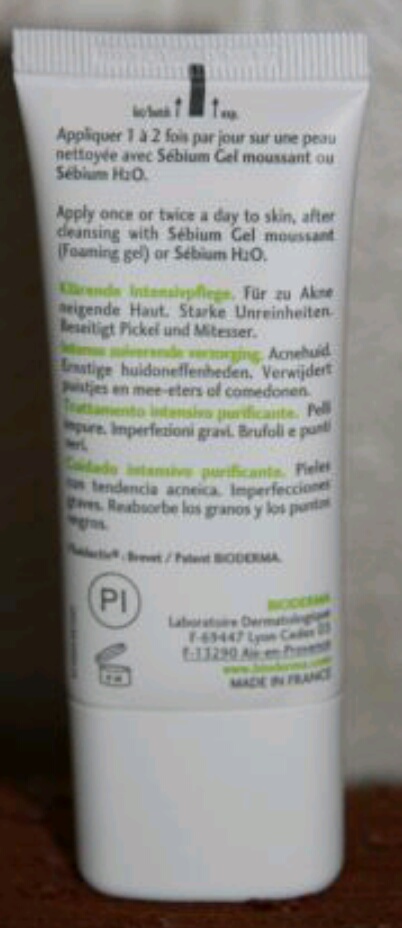 lot/batch exp.
Appliquer 1 à 2 fois par jour sur une peau
nettoyée avec Sébium Gel moussant ou
Sébium H2O.
Apply once or twice a day to skin, after
cleansing with Sébium Gel moussant
(Foaming gel) or Sébium H2O.
Klärende Intensivpflege. Für zu Akne
neigende Haut. Starke Unreinheiten.
Beseitigt Pickel und Mitesser.
Intense zuiverende verzorging. Acnehuid.
Ernstige huidoneffenheden. Verwijdert
puistjes en mee-eters of comedonen.
Trattamento intensivo purificante. Pelli
impure. Imperfezioni gravi. Brufoli e punti
neri.
Cuidado intensivo purificante. Pieles
con tendencia acneica. Imperfecciones
graves. Reabsorbe los granos y los puntos
negros.
Fluidactiv® : Brevet / Patent BIODERMA.
PI
BIODERMA
Laboratoire Dermatologique
F-69447 Lyon Cedex 03
F-13290 Aix-en-Provence
www.bioderma.com
MADE IN FRANCE